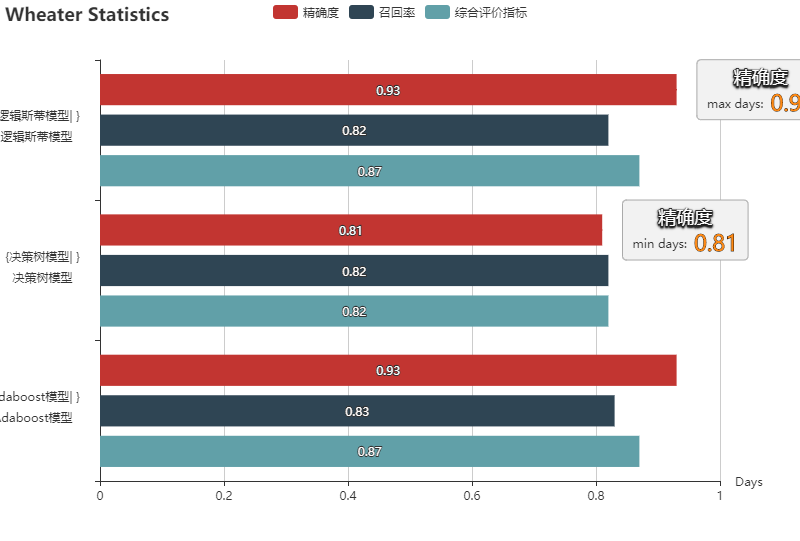 Wheater Statistics
精确度 召回率 综合评价指标
精确度
max days: 0.9
0.93
逻辑斯蒂模型| }
逻辑斯蒂模型
0.82
0.87
精确度
min days: 0.81
0.81
{决策树模型| }
决策树模型
0.82
0.82
0.93
daboost模型| }
daboost模型
0.83
0.87
Days
0 0.2 0.4 0.6 0.8 1